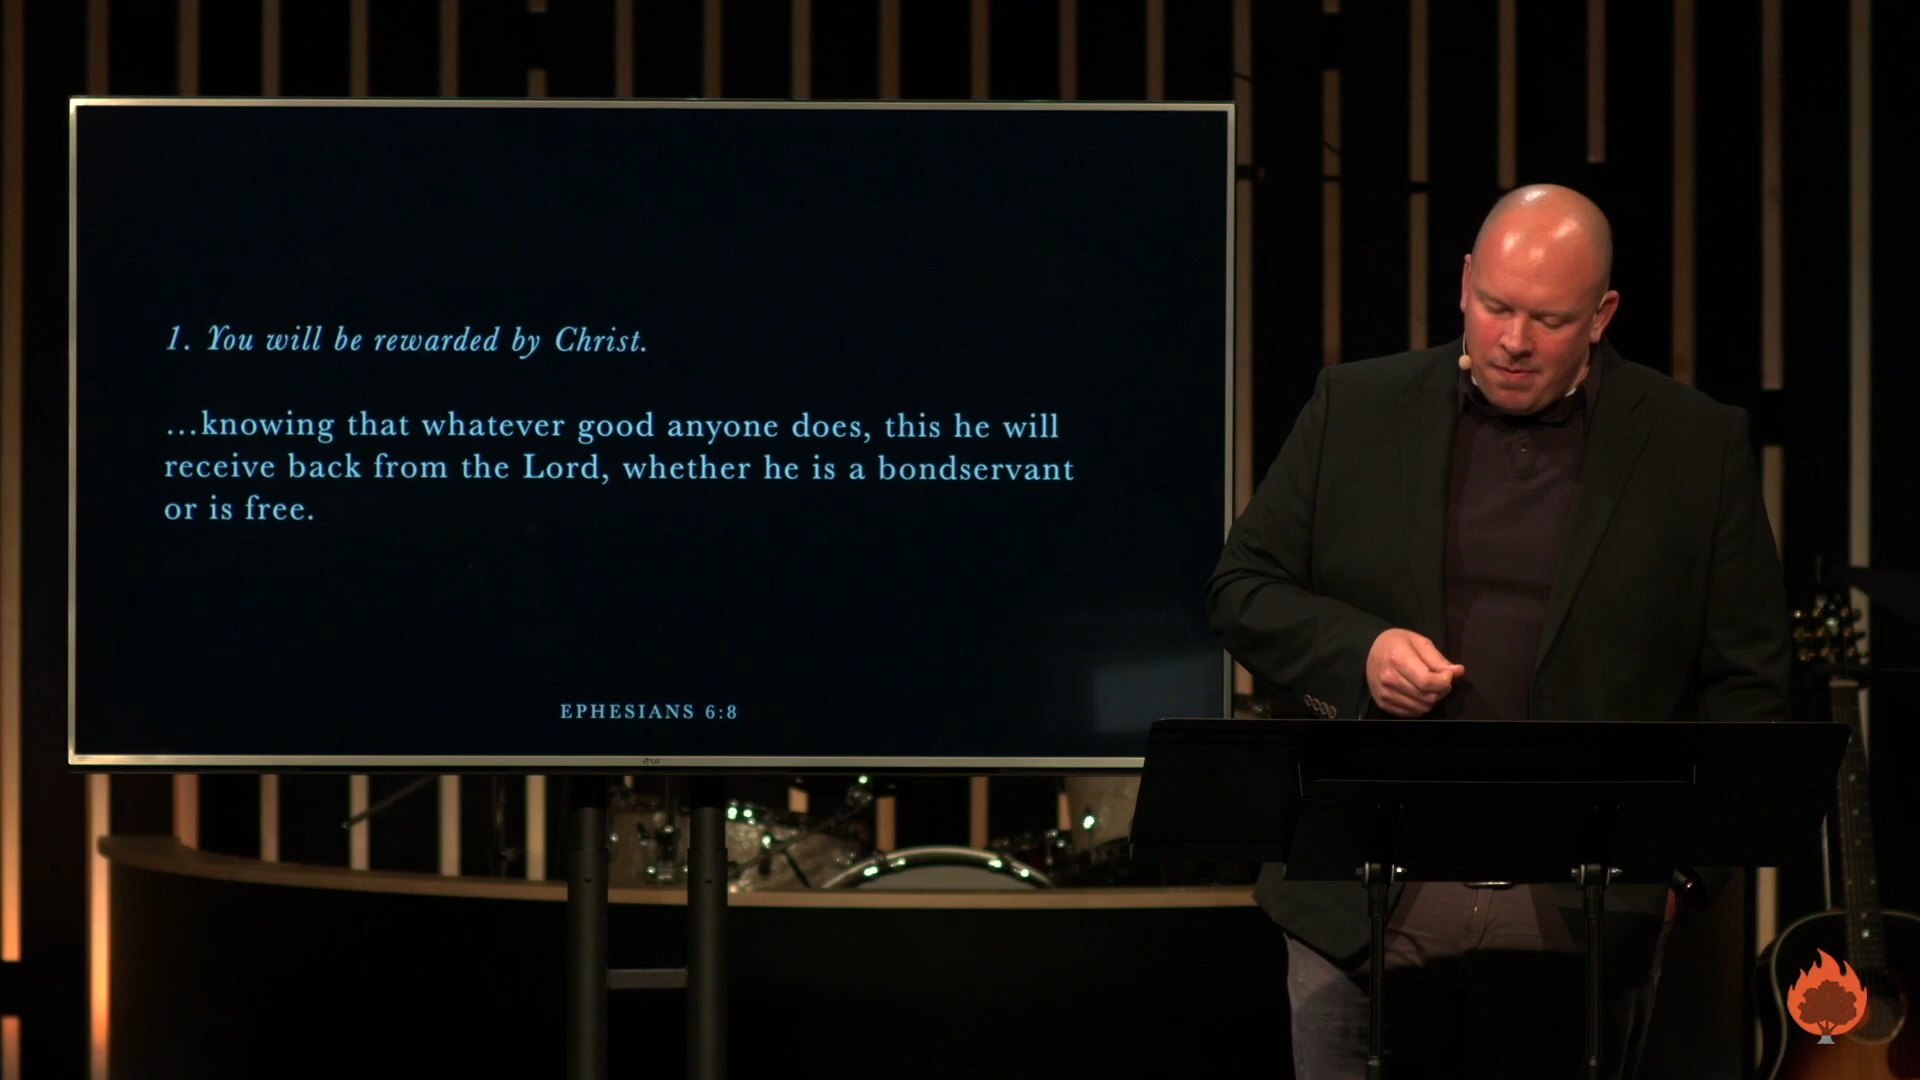 1. You will be rewarded by Christ.
...knowing that whatever good anyone does, this he will
receive back from the Lord, whether he is a bondservant
or is free.
EPHESIANS 6:8
LG